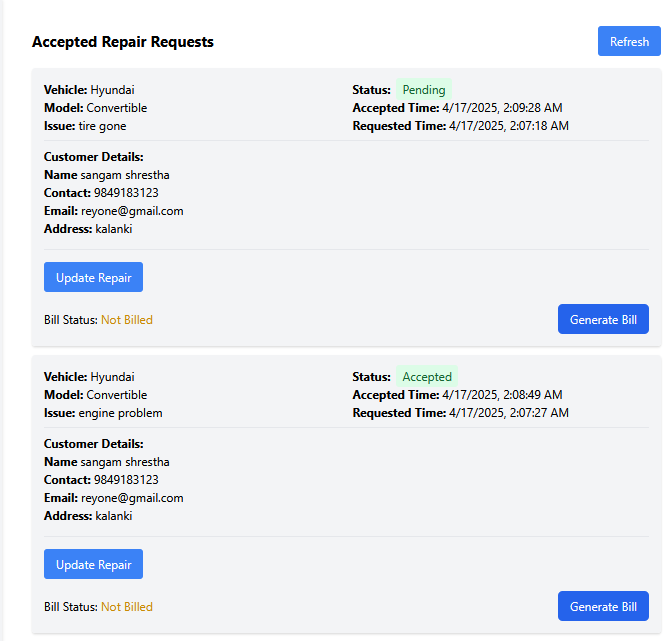 Accepted Repair Requests
Refresh
Vehicle: Hyundai
Model: Convertible
Issue: tire gone
Status: Pending
Accepted Time: 4/17/2025, 2:09:28 AM
Requested Time: 4/17/2025, 2:07:18 AM
Customer Details:
Name sangam shrestha
Contact: 9849183123
Email: reyone@gmail.com
Address: kalanki
Update Repair
Bill Status: Not Billed
Generate Bill
Vehicle: Hyundai
Model: Convertible
Issue: engine problem
Status: Accepted
Accepted Time: 4/17/2025, 2:08:49 AM
Requested Time: 4/17/2025, 2:07:27 AM
Customer Details:
Name sangam shrestha
Contact: 9849183123
Email: reyone@gmail.com
Address: kalanki
Update Repair
Bill Status: Not Billed
Generate Bill